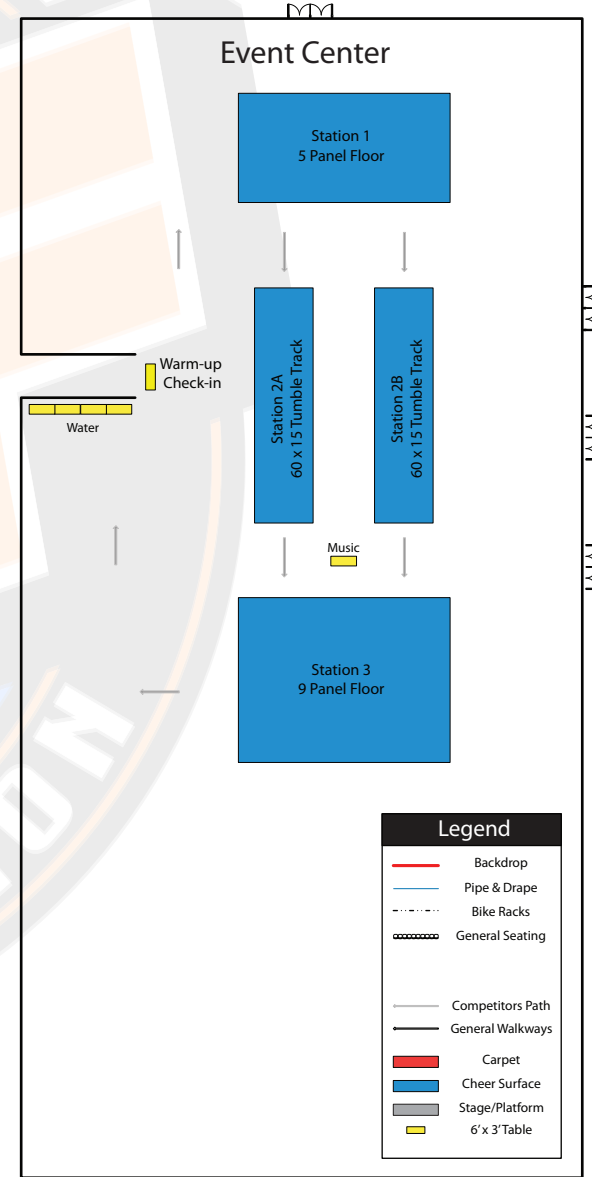 Event Center
Station 1
5 Panel Floor
Warm-up
Check-in
Water
Station 2A
60 x 15 Tumble Track
Station 2B
60 x 15 Tumble Track
Music
Station 3
9 Panel Floor
Legend
Backdrop
Pipe & Drape
Bike Racks
General Seating
Competitors Path
General Walkways
Carpet
Cheer Surface
Stage/Platform
6' x 3' Table